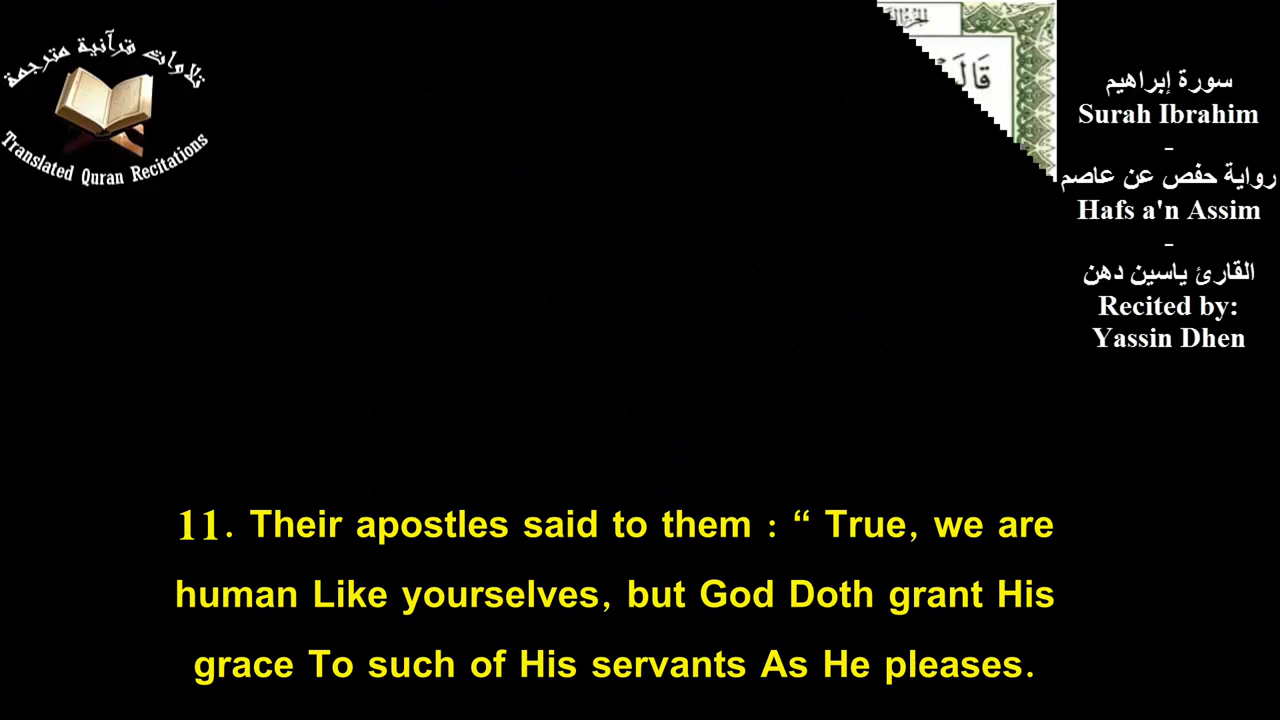 تلاوات قرآنية مترجمة
Translated Quran Recitations
سورة إبراهيم
Surah Ibrahim
-
رواية حفص عن عاصم
Hafs a'n Assim
-
القارئ ياسين دهن
Recited by:
Yassin Dhen
11. Their apostles said to them : “ True, we are
human Like yourselves, but God Doth grant His
grace To such of His servants As He pleases.